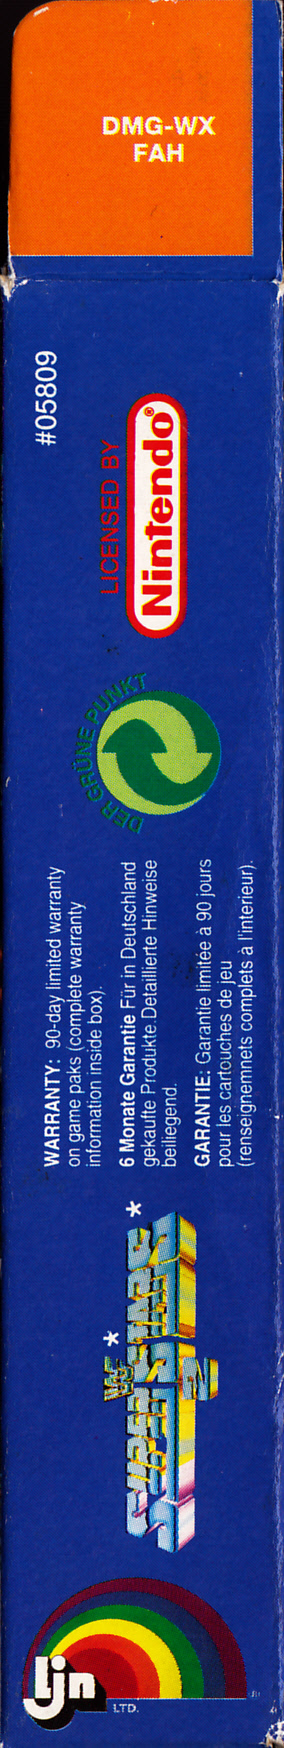 DMG-WX
FAH
#05809
LICENSED BY
Nintendo®
DER GRÜNE PUNKT
WARRANTY: 90-day limited warranty
on game paks (complete warranty
information inside box).
6 Monate Garantie Für in Deutschland
gekaufte Produkte. Detaillierte Hinweise
beiliegend.
GARANTIE: Garantie limitée à 90 jours
pour les cartouches de jeu
(renseignemnets complets à l'interieur).
WF*
SUPERSTARS*
2
ljn
LTD.